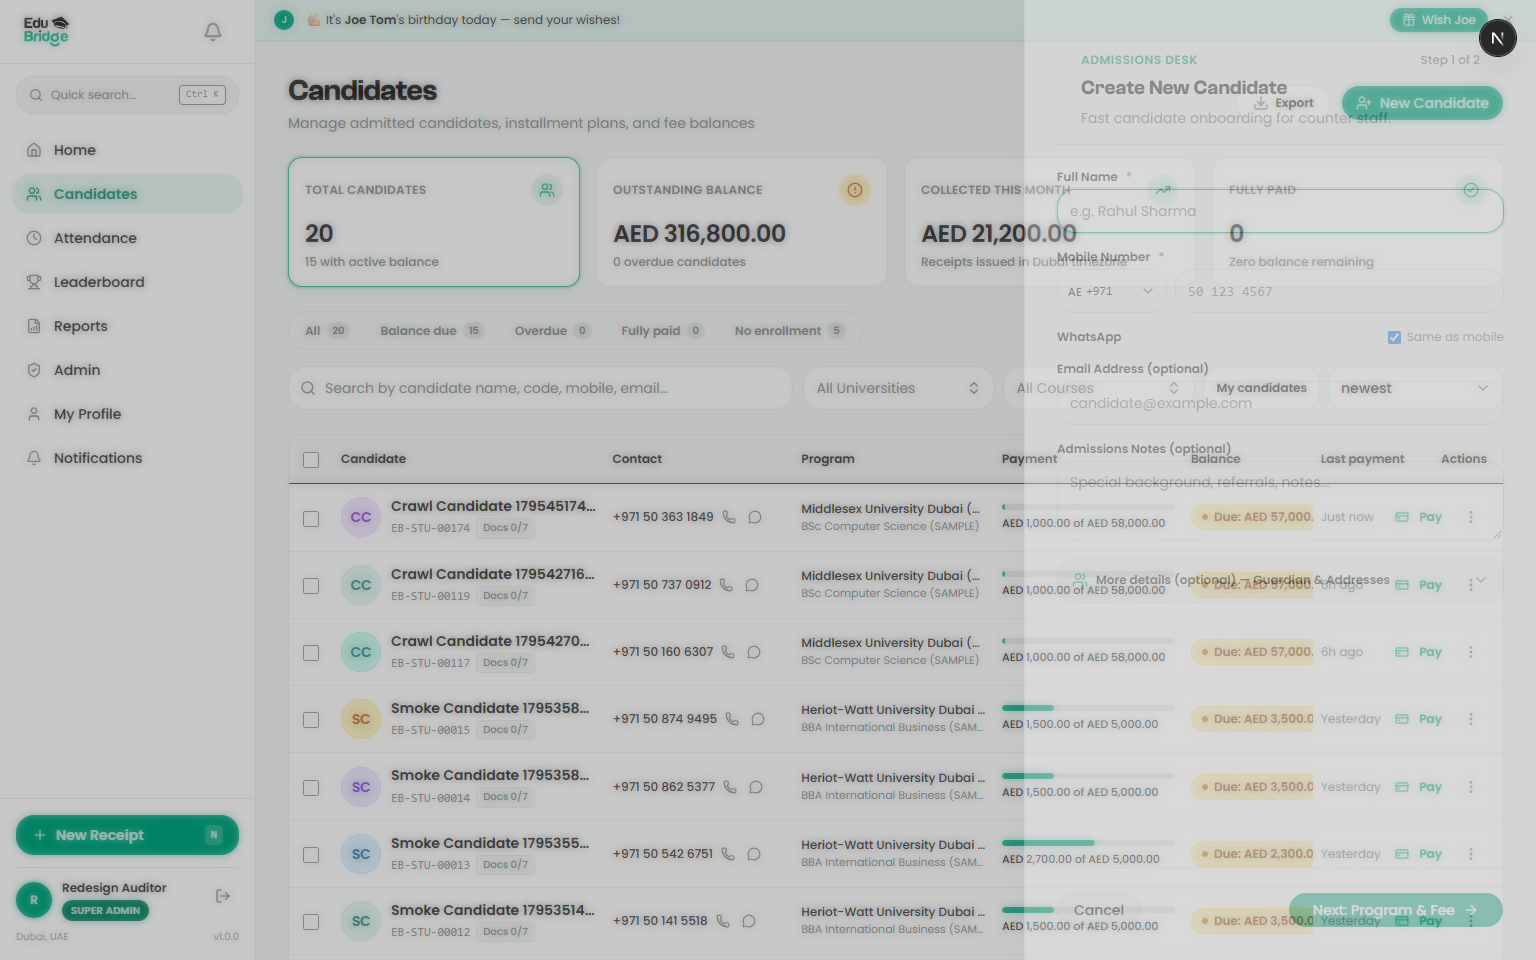 Edu
Bridge
J
It's Joe Tom's birthday today — send your wishes!
Wish Joe
N
Quick search...
Ctrl K
Home
Candidates
Attendance
Leaderboard
Reports
Admin
My Profile
Notifications
New Receipt
N
R
Redesign Auditor
SUPER ADMIN
Dubai, UAE
v1.0.0
Candidates
Manage admitted candidates, installment plans, and fee balances
Export
New Candidate
TOTAL CANDIDATES
20
15 with active balance
OUTSTANDING BALANCE
AED 316,800.00
0 overdue candidates
COLLECTED THIS MONTH
AED 21,200.00
Receipts issued in Dubai timezone
FULLY PAID
0
Zero balance remaining
All 20
Balance due 15
Overdue 0
Fully paid 0
No enrollment 5
Search by candidate name, code, mobile, email...
All Universities
All Courses
My candidates
newest
Candidate Contact Program Payment Balance Last payment Actions
CC
Crawl Candidate 179545174...
EB-STU-00174 Docs 0/7
+971 50 363 1849
Middlesex University Dubai (...
BSc Computer Science (SAMPLE)
AED 1,000.00 of AED 58,000.00
Due: AED 57,000.
Just now
Pay
CC
Crawl Candidate 179542716...
EB-STU-00119 Docs 0/7
+971 50 737 0912
Middlesex University Dubai (...
BSc Computer Science (SAMPLE)
AED 1,000.00 of AED 58,000.00
Due: AED 57,000.
6h ago
Pay
CC
Crawl Candidate 17954270...
EB-STU-00117 Docs 0/7
+971 50 160 6307
Middlesex University Dubai (...
BSc Computer Science (SAMPLE)
AED 1,000.00 of AED 58,000.00
Due: AED 57,000.
6h ago
Pay
SC
Smoke Candidate 1795358...
EB-STU-00015 Docs 0/7
+971 50 874 9495
Heriot-Watt University Dubai ...
BBA International Business (SAM...
AED 1,500.00 of AED 5,000.00
Due: AED 3,500.0
Yesterday
Pay
SC
Smoke Candidate 1795358...
EB-STU-00014 Docs 0/7
+971 50 862 5377
Heriot-Watt University Dubai ...
BBA International Business (SAM...
AED 1,500.00 of AED 5,000.00
Due: AED 3,500.0
Yesterday
Pay
SC
Smoke Candidate 1795355...
EB-STU-00013 Docs 0/7
+971 50 542 6751
Heriot-Watt University Dubai ...
BBA International Business (SAM...
AED 2,700.00 of AED 5,000.00
Due: AED 2,300.0
Yesterday
Pay
SC
Smoke Candidate 17953514...
EB-STU-00012 Docs 0/7
+971 50 141 5518
Heriot-Watt University Dubai ...
BBA International Business (SAM...
AED 1,500.00 of AED 5,000.00
Due: AED 3,500.0
Yesterday
Pay
ADMISSIONS DESK
Step 1 of 2
Create New Candidate
Fast candidate onboarding for counter staff.
Full Name *
e.g. Rahul Sharma
Mobile Number *
AE +971
50 123 4567
WhatsApp
Same as mobile
Email Address (optional)
candidate@example.com
Admissions Notes (optional)
Special background, referrals, notes...
More details (optional) — Guardian & Addresses
Cancel
Next: Program & Fee